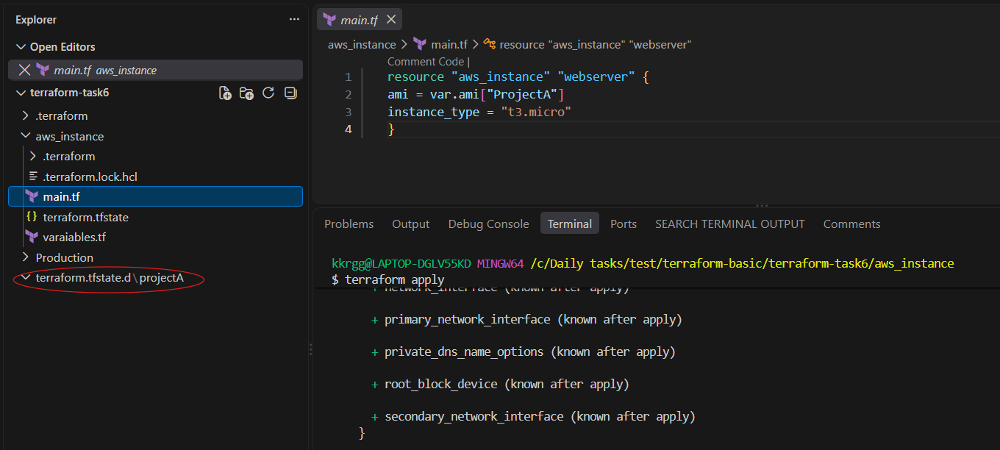 Explorer
Open Editors
main.tf aws_instance
terraform-task6
.terraform
aws_instance
.terraform
.terraform.lock.hcl
main.tf
{} terraform.tfstate
varaiables.tf
Production
terraform.tfstate.d\projectA
main.tf
aws_instance > main.tf > resource "aws_instance" "webserver"
Comment Code |
1 resource "aws_instance" "webserver" {
2 ami = var.ami["ProjectA"]
3 instance_type = "t3.micro"
4 }
Problems Output Debug Console Terminal Ports SEARCH TERMINAL OUTPUT Comments
kkrgg@LAPTOP-DGLV55KD MINGW64 /c/Daily tasks/test/terraform-basic/terraform-task6/aws_instance
$ terraform apply
+ network_interface (known after apply)
+ primary_network_interface (known after apply)
+ private_dns_name_options (known after apply)
+ root_block_device (known after apply)
+ secondary_network_interface (known after apply)
}